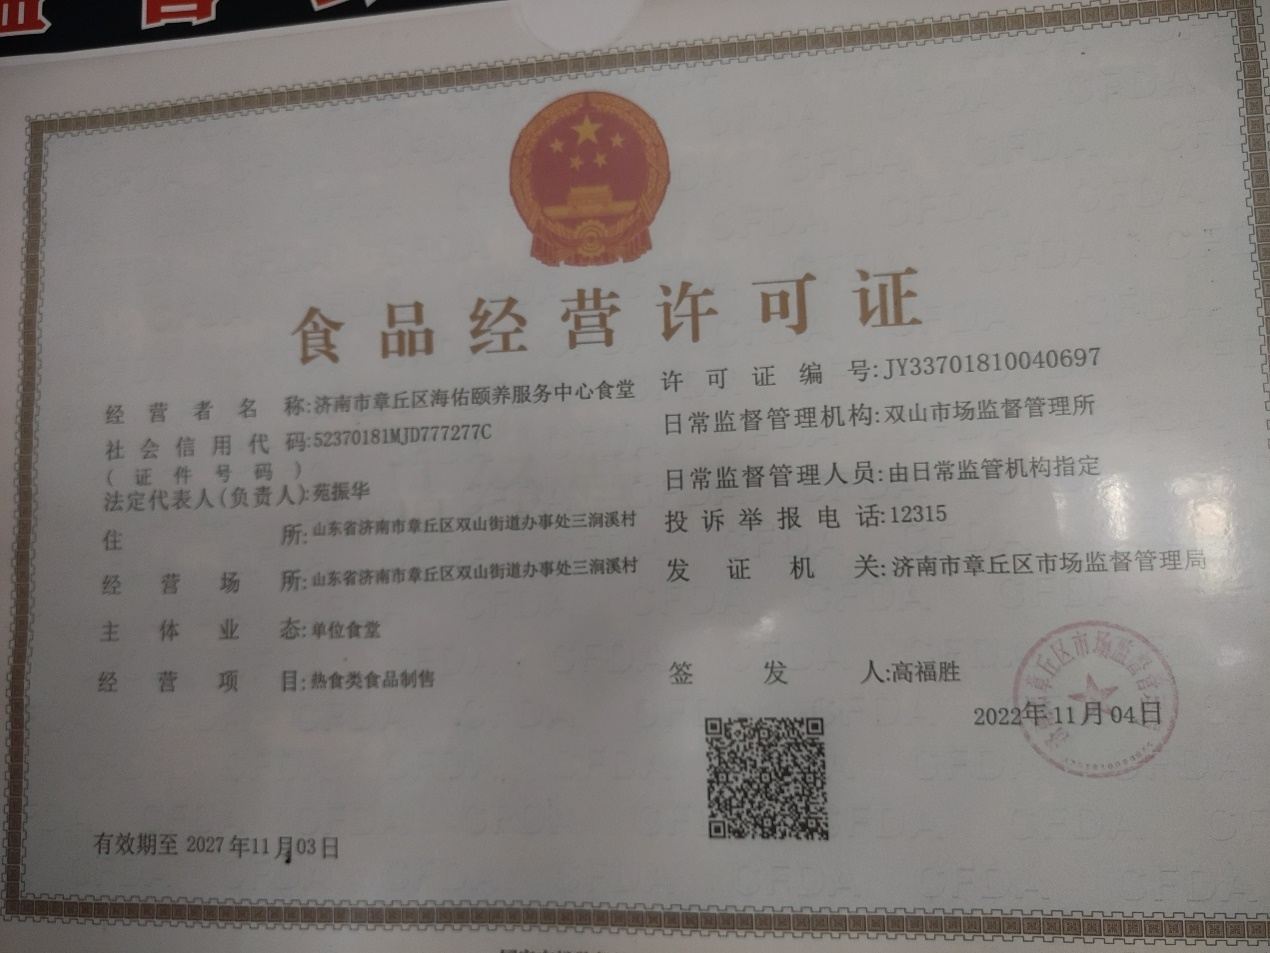 食品经营许可证
经营者名称:济南市章丘区海佑颐养服务中心食堂
社会信用代码:52370181MJD777277C
(证件号码)
法定代表人(负责人):苑振华
住所:山东省济南市章丘区双山街道办事处三涧溪村
经营场所:山东省济南市章丘区双山街道办事处三涧溪村
主体业态:单位食堂
经营项目:热食类食品制售
有效期至 2027年11月03日
许可证编号:JY33701810040697
日常监督管理机构:双山市场监督管理所
日常监督管理人员:由日常监管机构指定
投诉举报电话:12315
发证机关:济南市章丘区市场监督管理局
签发人:高福胜
2022年11月04日